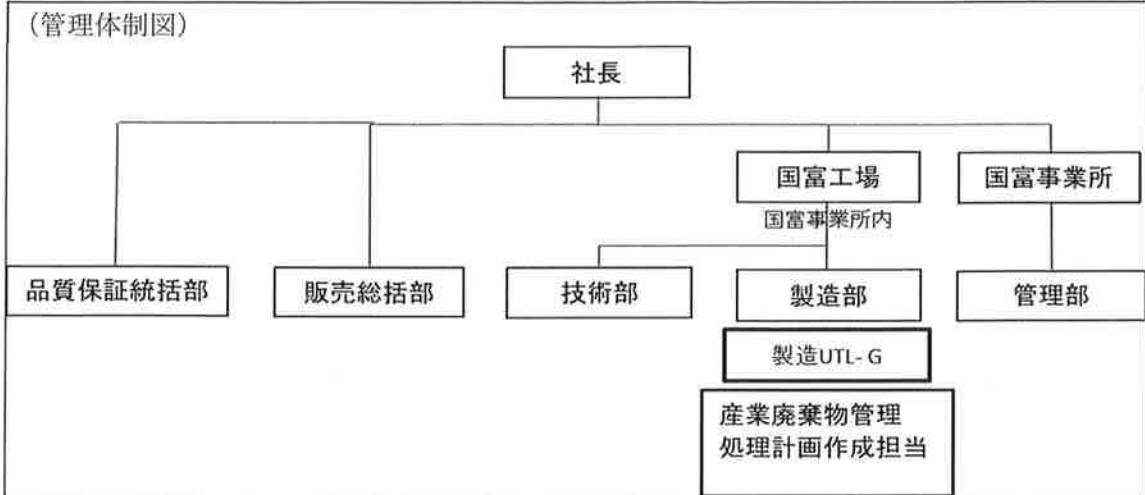 （管理体制図）
社長
国富工場
国富事業所
国富事業所内
品質保証統括部
販売総括部
技術部
製造部
管理部
製造UTL- G
産業廃棄物管理
処理計画作成担当